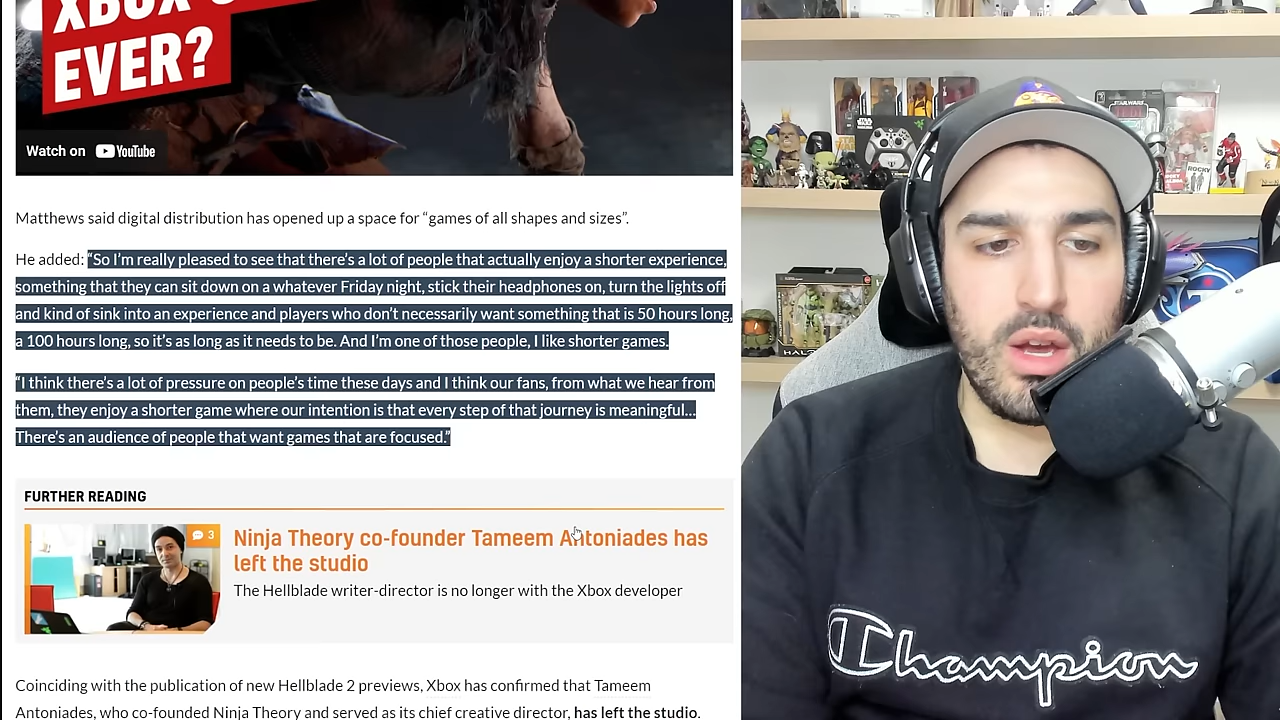 EVER?
Watch on YouTube
Matthews said digital distribution has opened up a space for “games of all shapes and sizes”.
He added: “So I’m really pleased to see that there’s a lot of people that actually enjoy a shorter experience,
something that they can sit down on a whatever Friday night, stick their headphones on, turn the lights off
and kind of sink into an experience and players who don’t necessarily want something that is 50 hours long,
a 100 hours long, so it’s as long as it needs to be. And I’m one of those people, I like shorter games.
“I think there’s a lot of pressure on people’s time these days and I think our fans, from what we hear from
them, they enjoy a shorter game where our intention is that every step of that journey is meaningful...
There’s an audience of people that want games that are focused.”
FURTHER READING
3
Ninja Theory co-founder Tameem Antoniades has
left the studio
The Hellblade writer-director is no longer with the Xbox developer
Coinciding with the publication of new Hellblade 2 previews, Xbox has confirmed that Tameem
Antoniades, who co-founded Ninja Theory and served as its chief creative director, has left the studio.
STAR WARS
ROCKY
HALO
Champion